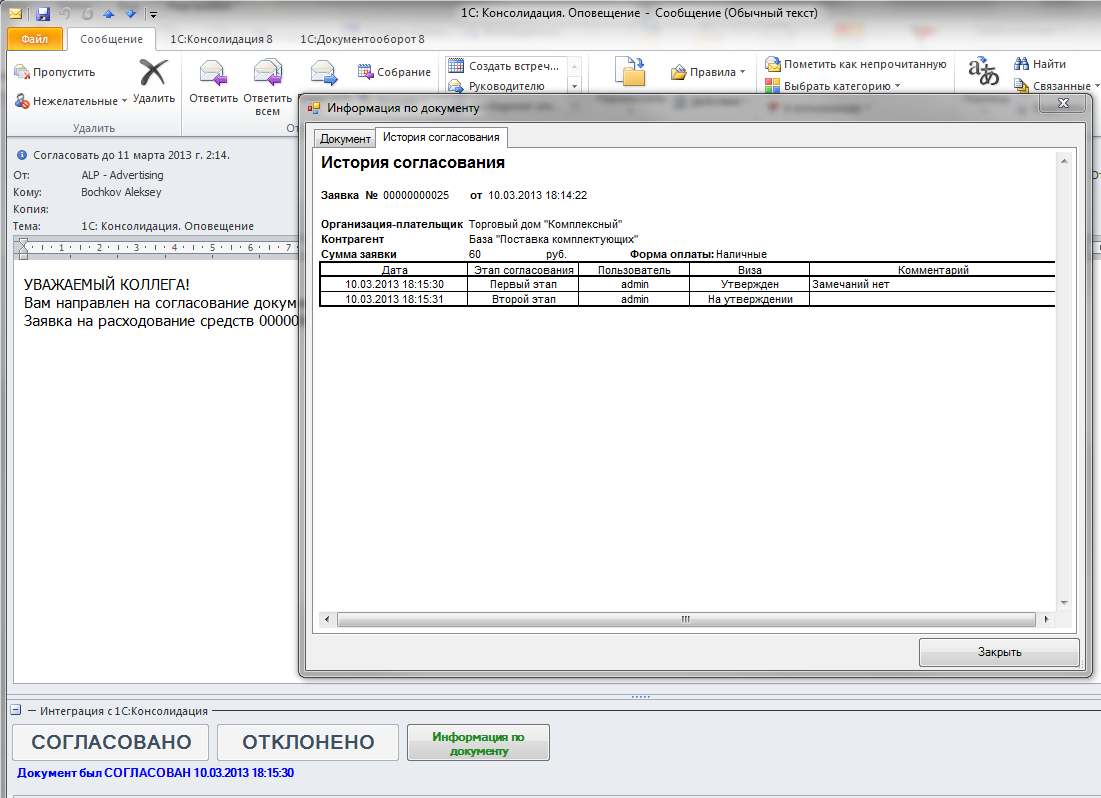 1С: Консолидация. Оповещение - Сообщение (Обычный текст)
Файл Сообщение 1С:Консолидация 8 1С:Документооборот 8
Пропустить
Нежелательные
Удалить
Удалить
Ответить
Ответить всем
Собрание
Создать встреч...
Руководителю
Правила
Пометить как непрочитанную
Выбрать категорию
Найти
Связанные
Согласовать до 11 марта 2013 г. 2:14.
От: ALP - Advertising
Кому: Bochkov Aleksey
Копия:
Тема: 1С: Консолидация. Оповещение
1 2 3 4 5 6 7
УВАЖАЕМЫЙ КОЛЛЕГА!
Вам направлен на согласование докум
Заявка на расходование средств 00000
Информация по документу
Документ История согласования
История согласования
Заявка № 00000000025 от 10.03.2013 18:14:22
Организация-плательщик Торговый дом "Комплексный"
Контрагент База "Поставка комплектующих"
Сумма заявки 60 руб. Форма оплаты: Наличные
Дата Этап согласования Пользователь Виза Комментарий
10.03.2013 18:15:30 Первый этап admin Утвержден Замечаний нет
10.03.2013 18:15:31 Второй этап admin На утверждении
Закрыть
Интеграция с 1С:Консолидация
СОГЛАСОВАНО ОТКЛОНЕНО Информация по документу
Документ был СОГЛАСОВАН 10.03.2013 18:15:30